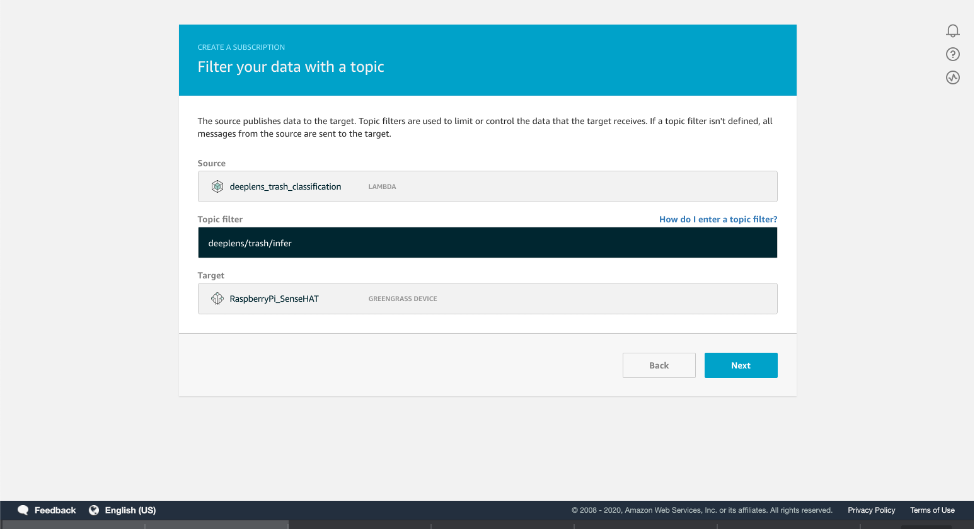 CREATE A SUBSCRIPTION
Filter your data with a topic
The source publishes data to the target. Topic filters are used to limit or control the data that the target receives. If a topic filter isn't defined, all
messages from the source are sent to the target.
Source
deeplens_trash_classification LAMBDA
Topic filter How do I enter a topic filter?
deeplens/trash/infer
Target
RaspberryPi_SenseHAT GREENGRASS DEVICE
Back Next
Feedback English (US) © 2008 - 2020, Amazon Web Services, Inc. or its affiliates. All rights reserved. Privacy Policy Terms of Use